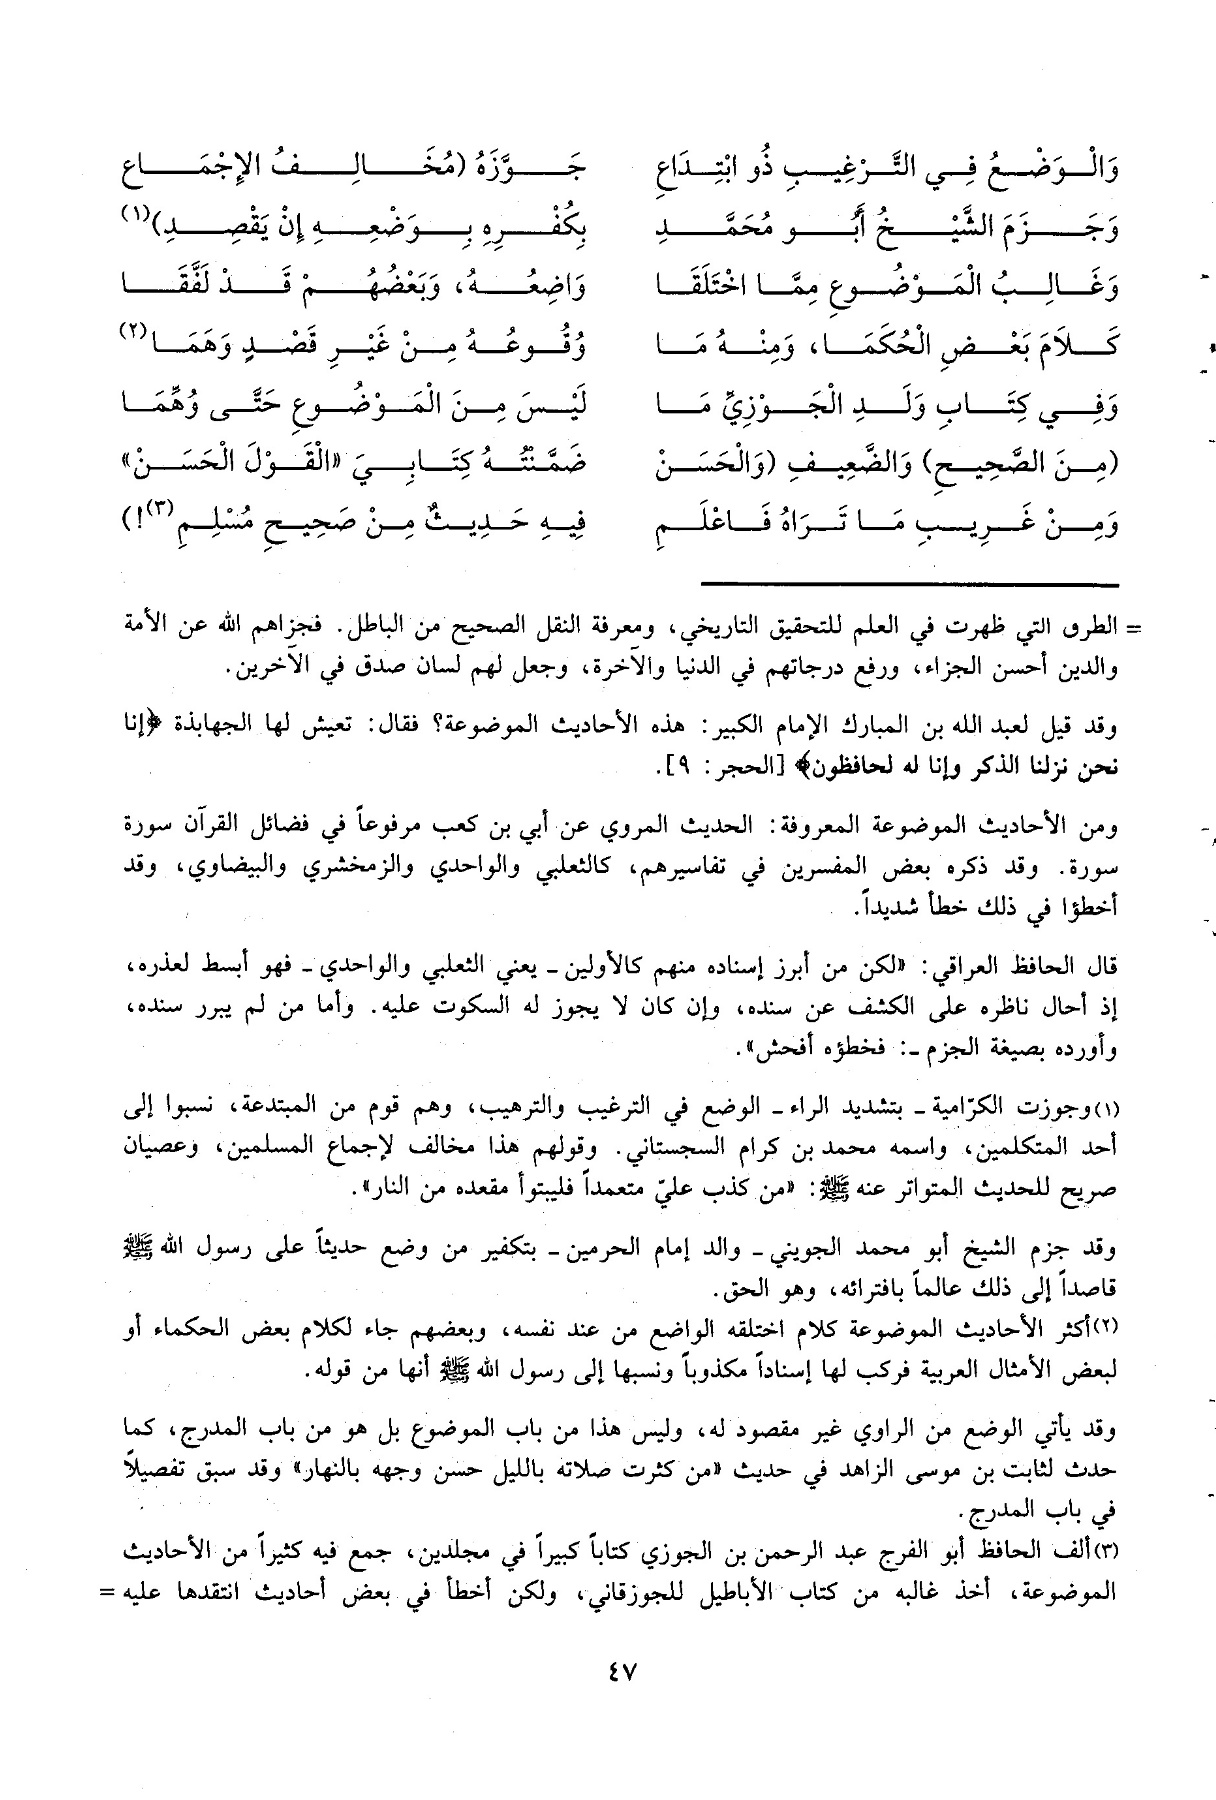 وَالْوَضْعُ فِي التَّرْغِيبِ ذُو ابْتِدَاعِ جَوَّزَهُ (مُخَالِفُ الإِجْمَاعِ
وَجَزَمَ الشَّيْخُ أَبُو مُحَمَّدِ بِكُفْرِهِ بِوَضْعِهِ إِنْ يَقْصِدِ)(١)
وَغَالِبُ الْمَوْضُوعِ مِمَّا اخْتَلَقَا وَاضِعُهُ، وَبَعْضُهُمْ قَدْ لَفَّقَا
كَلَامَ بَعْضِ الْحُكَمَا، وَمِنْهُ مَا وُقُوعُهُ مِنْ غَيْرِ قَصْدٍ وَهَمَا(٢)
وَفِي كِتَابِ وَلَدِ الْجَوْزِيِّ مَا لَيْسَ مِنَ الْمَوْضُوعِ حَتَّى وُهِّمَا
(مِنَ الصَّحِيحِ) وَالضَّعِيفِ (وَالْحَسَنْ ضَمَّنْتُهُ كِتَابِيَ «الْقَوْلَ الْحَسَنْ»
وَمِنْ غَرِيبِ مَا تَرَاهُ فَاعْلَمِ فِيهِ حَدِيثٌ مِنْ صَحِيحِ مُسْلِمِ(٣)!)
= الطرق التي ظهرت في العلم للتحقيق التاريخي، ومعرفة النقل الصحيح من الباطل. فجزاهم الله عن الأمة
والدين أحسن الجزاء، ورفع درجاتهم في الدنيا والآخرة، وجعل لهم لسان صدق في الآخرين.
وقد قيل لعبد الله بن المبارك الإمام الكبير: هذه الأحاديث الموضوعة؟ فقال: تعيش لها الجهابذة ﴿إنا
نحن نزلنا الذكر وإنا له لحافظون﴾ [الحجر: ٩].
ومن الأحاديث الموضوعة المعروفة: الحديث المروي عن أبي بن كعب مرفوعاً في فضائل القرآن سورة
سورة. وقد ذكره بعض المفسرين في تفاسيرهم، كالثعلبي والواحدي والزمخشري والبيضاوي، وقد
أخطؤا في ذلك خطأ شديداً.
قال الحافظ العراقي: «لكن من أبرز إسناده منهم كالأولين ـ يعني الثعلبي والواحدي ـ فهو أبسط لعذره،
إذ أحال ناظره على الكشف عن سنده، وإن كان لا يجوز له السكوت عليه. وأما من لم يبرر سنده،
وأورده بصيغة الجزم ـ: فخطؤه أفحش».
(١) وجوزت الكرّامية ـ بتشديد الراء ـ الوضع في الترغيب والترهيب، وهم قوم من المبتدعة، نسبوا إلى
أحد المتكلمين، واسمه محمد بن كرام السجستاني. وقولهم هذا مخالف لإجماع المسلمين، وعصيان
صريح للحديث المتواتر عنه ﷺ: «من كذب عليّ متعمداً فليتبوأ مقعده من النار».
وقد جزم الشيخ أبو محمد الجويني ـ والد إمام الحرمين ـ بتكفير من وضع حديثاً على رسول الله ﷺ
قاصداً إلى ذلك عالماً بافترائه، وهو الحق.
(٢) أكثر الأحاديث الموضوعة كلام اختلقه الواضع من عند نفسه، وبعضهم جاء لكلام بعض الحكماء أو
لبعض الأمثال العربية فركب لها إسناداً مكذوباً ونسبها إلى رسول الله ﷺ أنها من قوله.
وقد يأتي الوضع من الراوي غير مقصود له، وليس هذا من باب الموضوع بل هو من باب المدرج، كما
حدث لثابت بن موسى الزاهد في حديث «من كثرت صلاته بالليل حسن وجهه بالنهار» وقد سبق تفصيلاً
في باب المدرج.
(٣) ألف الحافظ أبو الفرج عبد الرحمن بن الجوزي كتاباً كبيراً في مجلدين، جمع فيه كثيراً من الأحاديث
الموضوعة، أخذ غالبه من كتاب الأباطيل للجوزقاني، ولكن أخطأ في بعض أحاديث انتقدها عليه =
٤٧